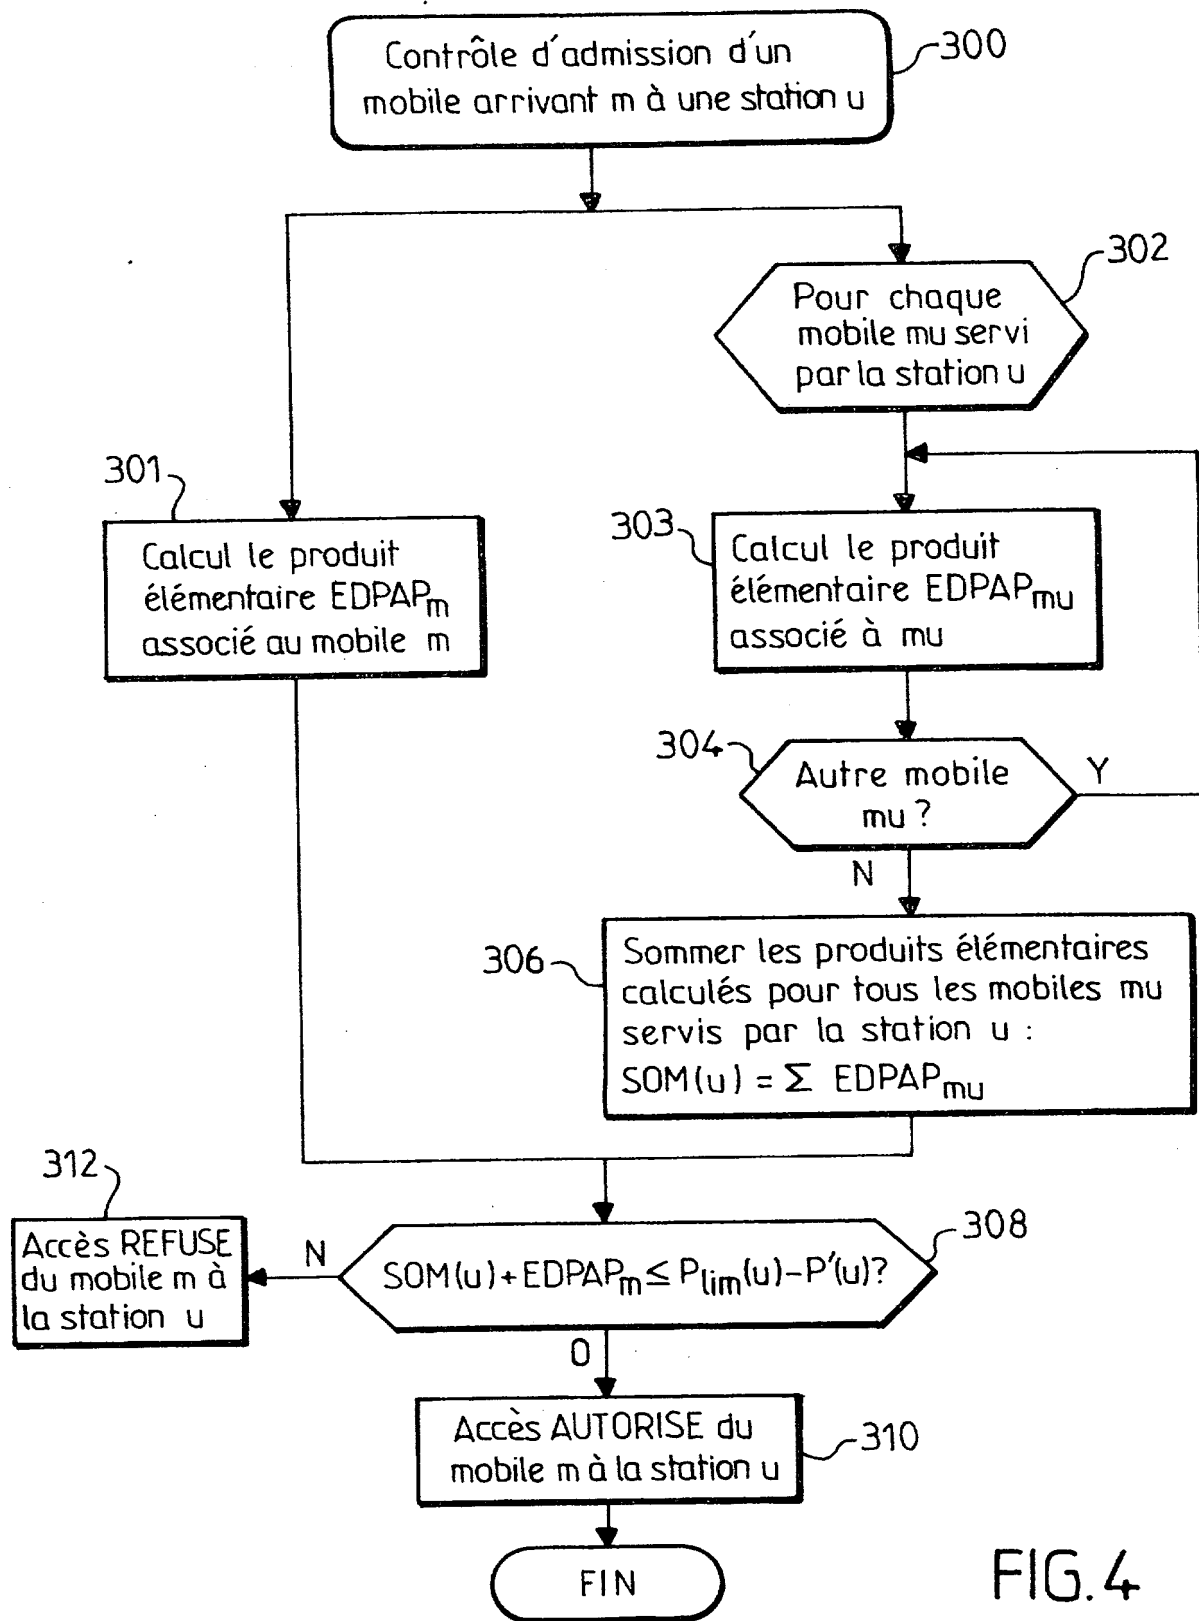 Contrôle d'admission d'un
mobile arrivant m à une station u
300
302
Pour chaque
mobile mu servi
par la station u
301
Calcul le produit
élémentaire EDPAPm
associé au mobile m
303
Calcul le produit
élémentaire EDPAPmu
associé à mu
304
Autre mobile
mu ?
Y
N
306
Sommer les produits élémentaires
calculés pour tous les mobiles mu
servis par la station u :
SOM(u) = Σ EDPAPmu
312
Accès REFUSE
du mobile m à
la station u
N
308
SOM(u)+EDPAPm ≤ Plim(u)-P'(u)?
O
Accès AUTORISE du
mobile m à la station u
310
FIN
FIG.4